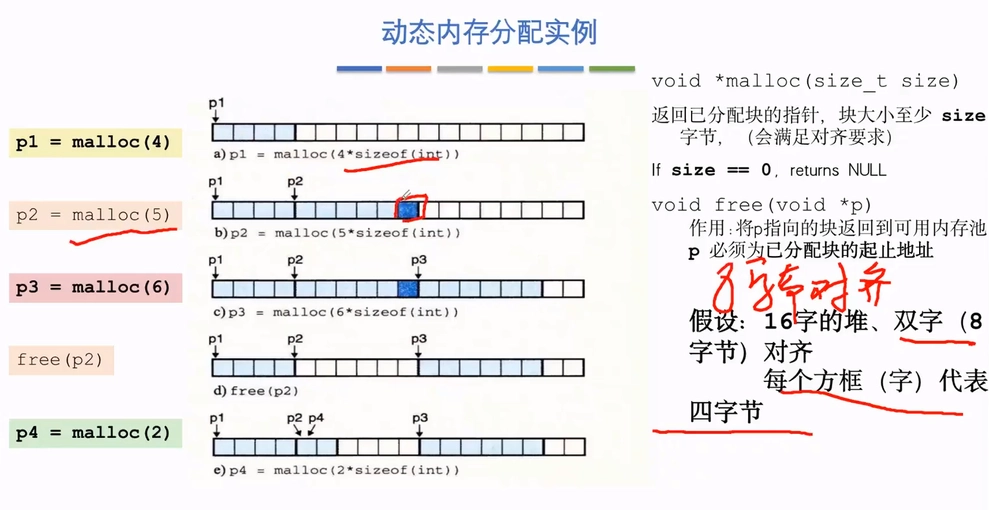 动态内存分配实例
p1 = malloc(4)
p2 = malloc(5)
p3 = malloc(6)
free(p2)
p4 = malloc(2)
p1
a) p1 = malloc(4*sizeof(int))
p1 p2
b) p2 = malloc(5*sizeof(int))
p1 p2 p3
c) p3 = malloc(6*sizeof(int))
p1 p2 p3
d) free(p2)
p1 p2 p4 p3
e) p4 = malloc(2*sizeof(int))
void *malloc(size_t size)
返回已分配块的指针，块大小至少 size
字节，（会满足对齐要求）
If size == 0, returns NULL
void free(void *p)
作用:将p指向的块返回到可用内存池
p 必须为已分配块的起止地址
8字节对齐
假设: 16字的堆、双字（8
字节）对齐
每个方框（字）代表
四字节